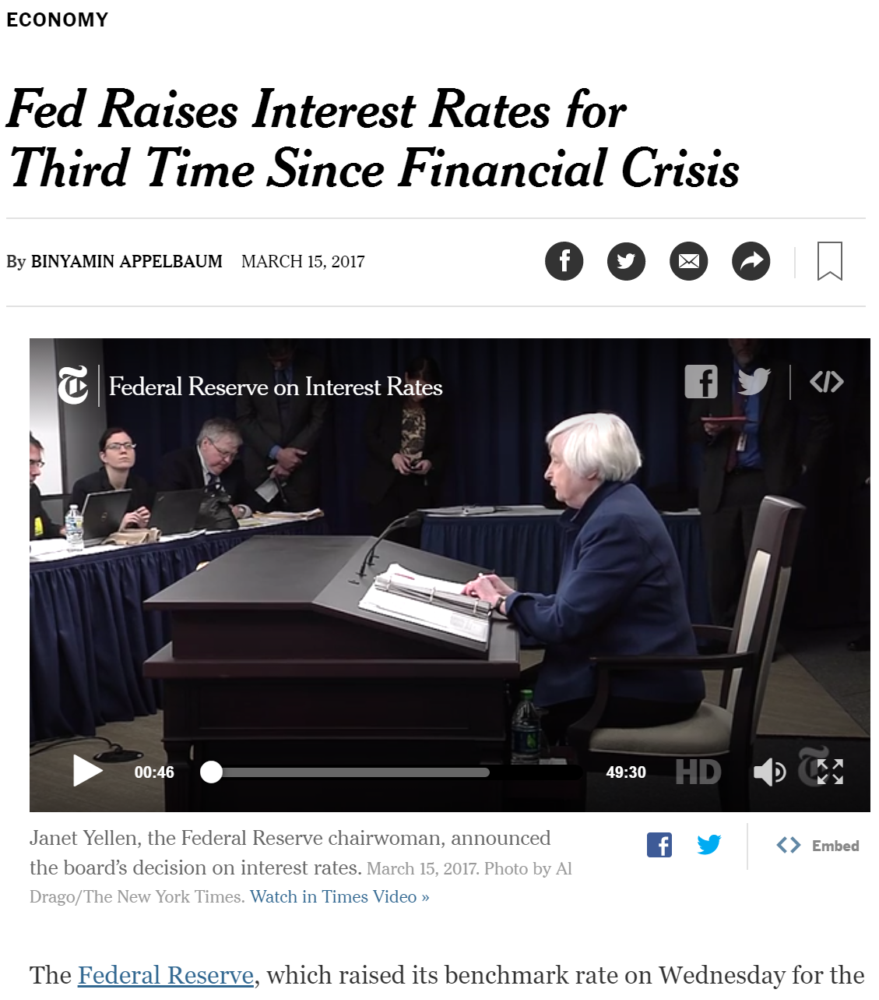 ECONOMY
Fed Raises Interest Rates for
Third Time Since Financial Crisis
By BINYAMIN APPELBAUM MARCH 15, 2017
Federal Reserve on Interest Rates
00:46 49:30 HD
Janet Yellen, the Federal Reserve chairwoman, announced
the board’s decision on interest rates. March 15, 2017. Photo by Al
Drago/The New York Times. Watch in Times Video »
Embed
The Federal Reserve, which raised its benchmark rate on Wednesday for the